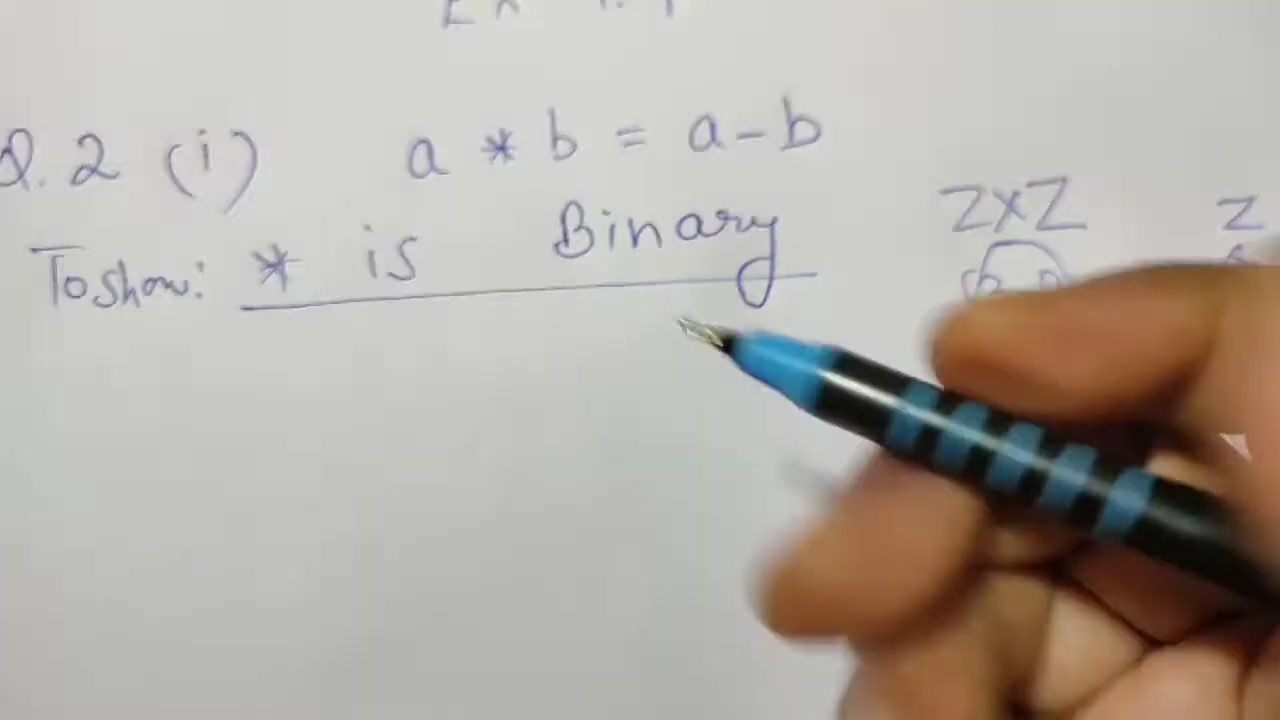 Q.2 (i) a * b = a - b
To show: * is Binary
Z×Z Z